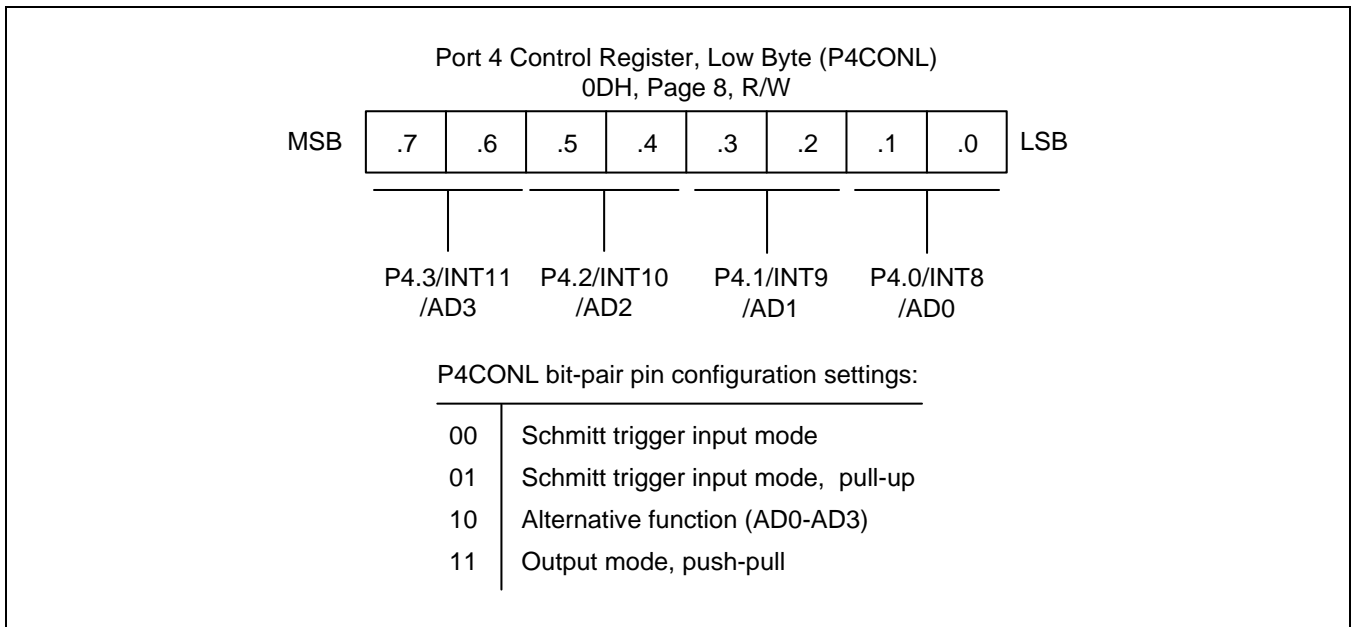 Port 4 Control Register, Low Byte (P4CONL)
0DH, Page 8, R/W
MSB .7 .6 .5 .4 .3 .2 .1 .0 LSB
P4.3/INT11 P4.2/INT10 P4.1/INT9 P4.0/INT8
/AD3 /AD2 /AD1 /AD0
P4CONL bit-pair pin configuration settings:
00 Schmitt trigger input mode
01 Schmitt trigger input mode, pull-up
10 Alternative function (AD0-AD3)
11 Output mode, push-pull